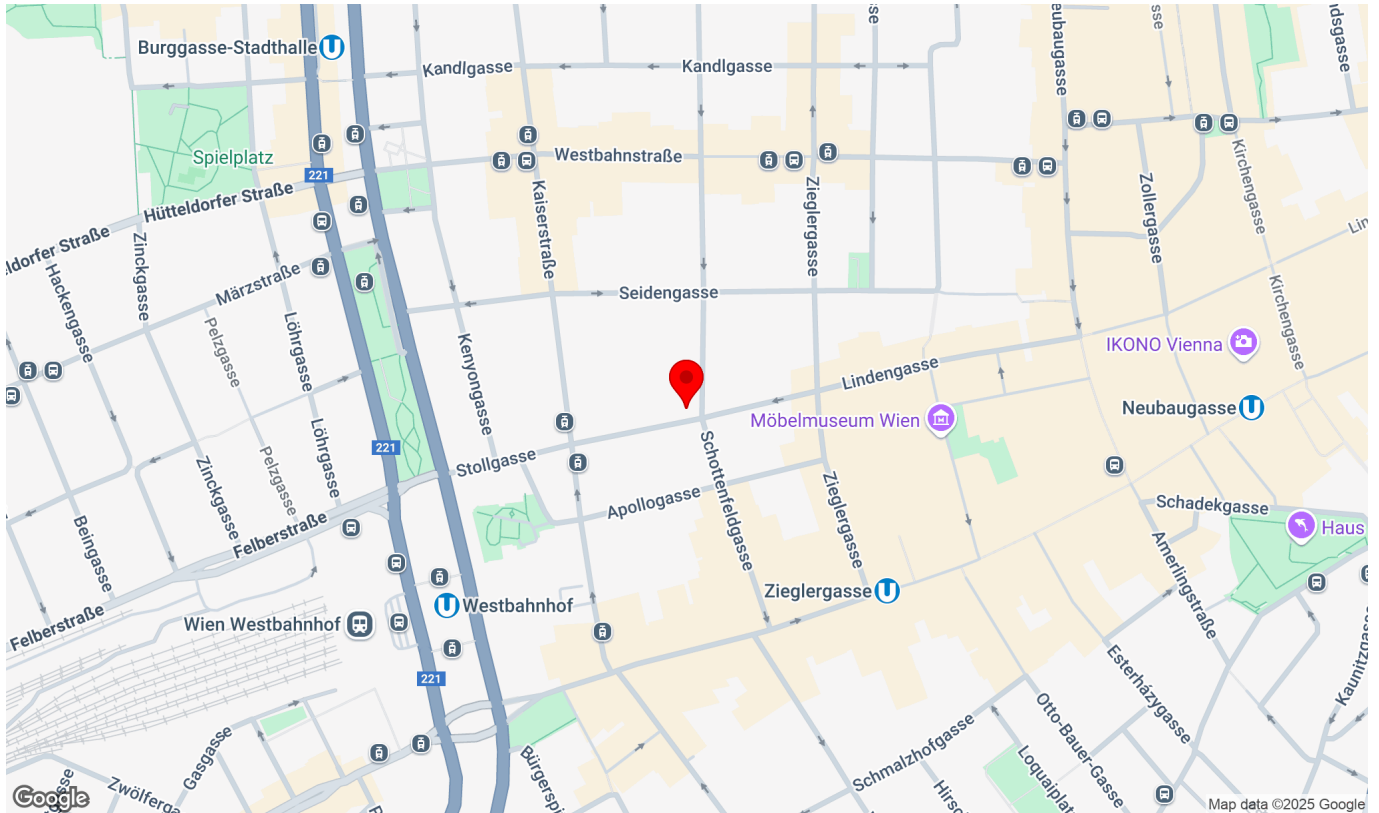 Burggasse-Stadthalle
Kandlgasse
Kandlgasse
Neubaugasse
Spielplatz
Westbahnstraße
221
Hütteldorfer Straße
Kaiserstraße
Zieglergasse
Zollergasse
Kirchengasse
Zinckgasse
Hackengasse
Märzstraße
Seidengasse
Kirchengasse
Löhrgasse
Pelzgasse
Kenyongasse
IKONO Vienna
Lindengasse
Neubaugasse
Möbelmuseum Wien
221
Löhrgasse
Stollgasse
Schottenfeldgasse
Zinckgasse
Pelzgasse
Apollogasse
Zieglergasse
Schadekgasse
Beingasse
Felberstraße
Haus
Amerlingstraße
Zieglergasse
Westbahnhof
Felberstraße
Wien Westbahnhof
Kaunitzgasse
221
Esterházygasse
Otto-Bauer-Gasse
Gasgasse
Schmalzhofgasse
Loquaiplatz
Google
Map data ©2025 Google